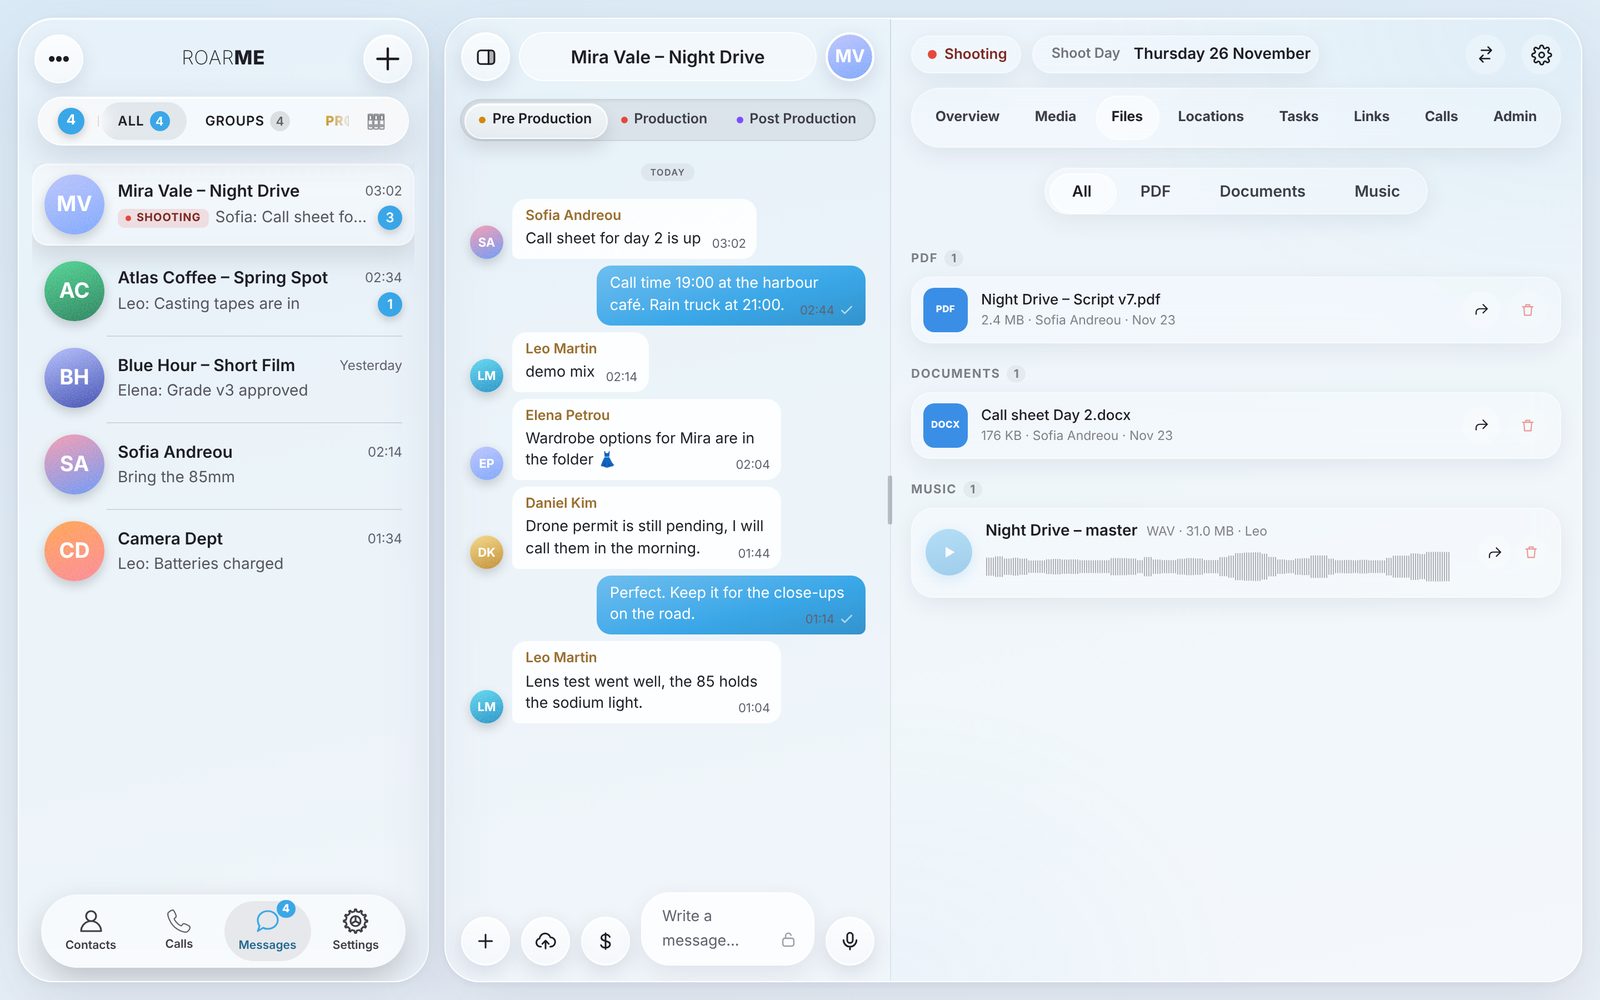 ROARME
4
ALL 4
GROUPS 4
MV
Mira Vale – Night Drive
03:02
SHOOTING
Sofia: Call sheet fo...
3
AC
Atlas Coffee – Spring Spot
02:34
Leo: Casting tapes are in
1
BH
Blue Hour – Short Film
Yesterday
Elena: Grade v3 approved
SA
Sofia Andreou
02:14
Bring the 85mm
CD
Camera Dept
01:34
Leo: Batteries charged
Contacts
Calls
4
Messages
Settings
Mira Vale – Night Drive
MV
Pre Production
Production
Post Production
TODAY
Sofia Andreou
SA
Call sheet for day 2 is up 03:02
Call time 19:00 at the harbour
café. Rain truck at 21:00. 02:44
Leo Martin
LM
demo mix 02:14
Elena Petrou
Wardrobe options for Mira are in
EP
the folder 👗 02:04
Daniel Kim
Drone permit is still pending, I will
DK
call them in the morning. 01:44
Perfect. Keep it for the close-ups
on the road. 01:14
Leo Martin
Lens test went well, the 85 holds
LM
the sodium light. 01:04
$
Write a
message...
Shooting
Shoot Day Thursday 26 November
Overview
Media
Files
Locations
Tasks
Links
Calls
Admin
All
PDF
Documents
Music
PDF 1
PDF
Night Drive – Script v7.pdf
2.4 MB · Sofia Andreou · Nov 23
DOCUMENTS 1
DOCX
Call sheet Day 2.docx
176 KB · Sofia Andreou · Nov 23
MUSIC 1
Night Drive – master WAV · 31.0 MB · Leo